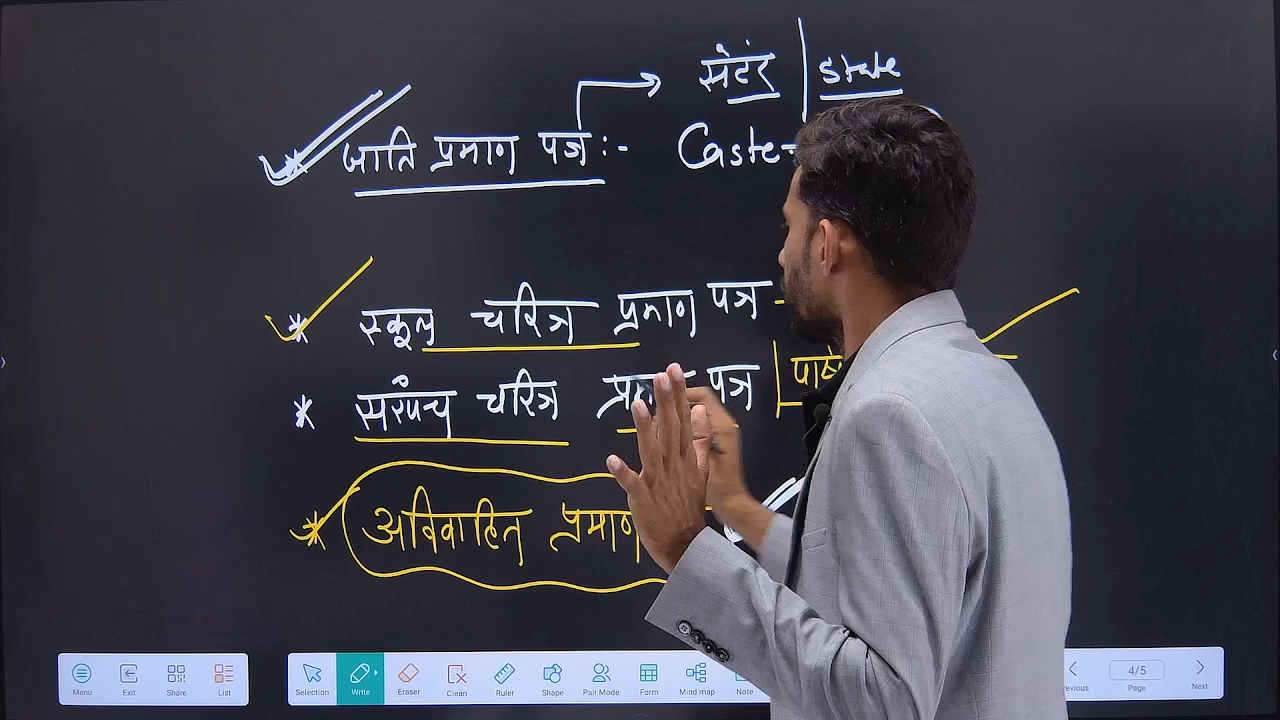 सेंटर | state
* जाति प्रमाण पत्र :- Caste-
* स्कूल चरित्र प्रमाण पत्र -
* सरपंच चरित्र प्रमाण पत्र |
* अविवाहित प्रमाण
Menu Exit Share List Selection Write Eraser Clean Ruler Shape Pair Mode Form Mind map Note 4/5 Page Next